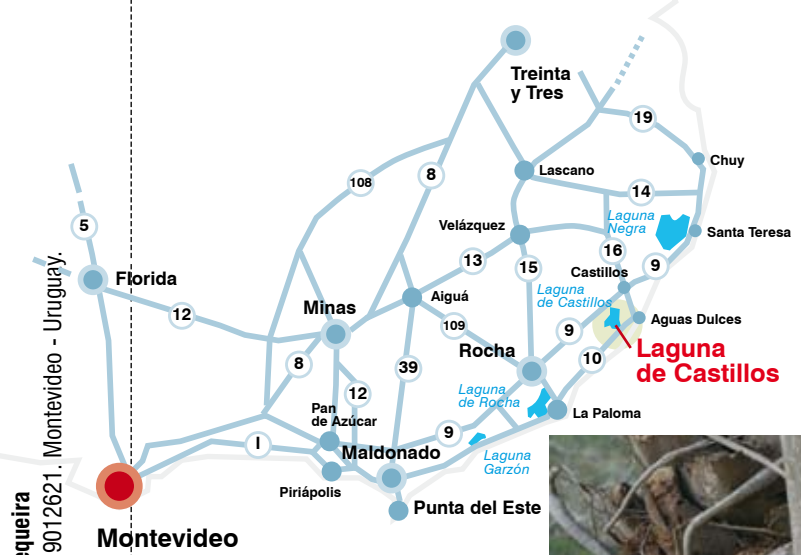 Treinta
y Tres
19
Chuy
108
8
Lascano
14
Laguna
Negra
Velázquez
Santa Teresa
5
16
13
15
9
Castillos
Florida
Laguna
de Castillos
Aiguá
12
Minas
109
Aguas Dulces
9
Laguna
de Castillos
Rocha
10
8
39
12
Laguna
de Rocha
Pan
de Azúcar
La Paloma
9
I
Maldonado
Laguna
Garzón
Piriápolis
Punta del Este
Montevideo
equeira
9012621. Montevideo - Uruguay.